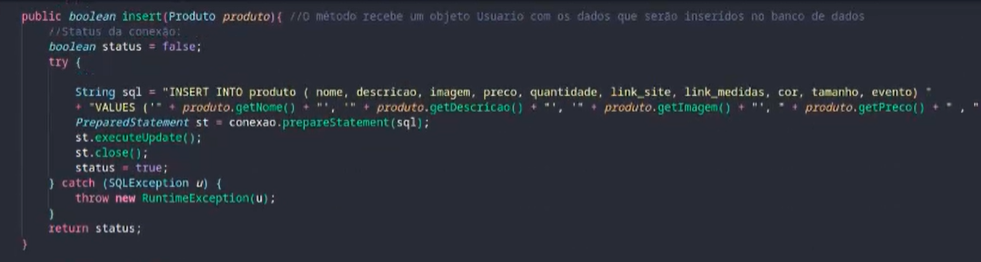 public boolean insert(Produto produto){ //O método recebe um objeto Usuario com os dados que serão inseridos no banco de dados
//Status da conexão:
boolean status = false;
try {
String sql = "INSERT INTO produto ( nome, descricao, imagem, preco, quantidade, link_site, link_medidas, cor, tamanho, evento) "
+ "VALUES ('" + produto.getNome() + "', '" + produto.getDescricao() + "', '" + produto.getImagem() + "', " + produto.getPreco() + " , "
PreparedStatement st = conexao.prepareStatement(sql);
st.executeUpdate();
st.close();
status = true;
} catch (SQLException u) {
throw new RuntimeException(u);
}
return status;
}